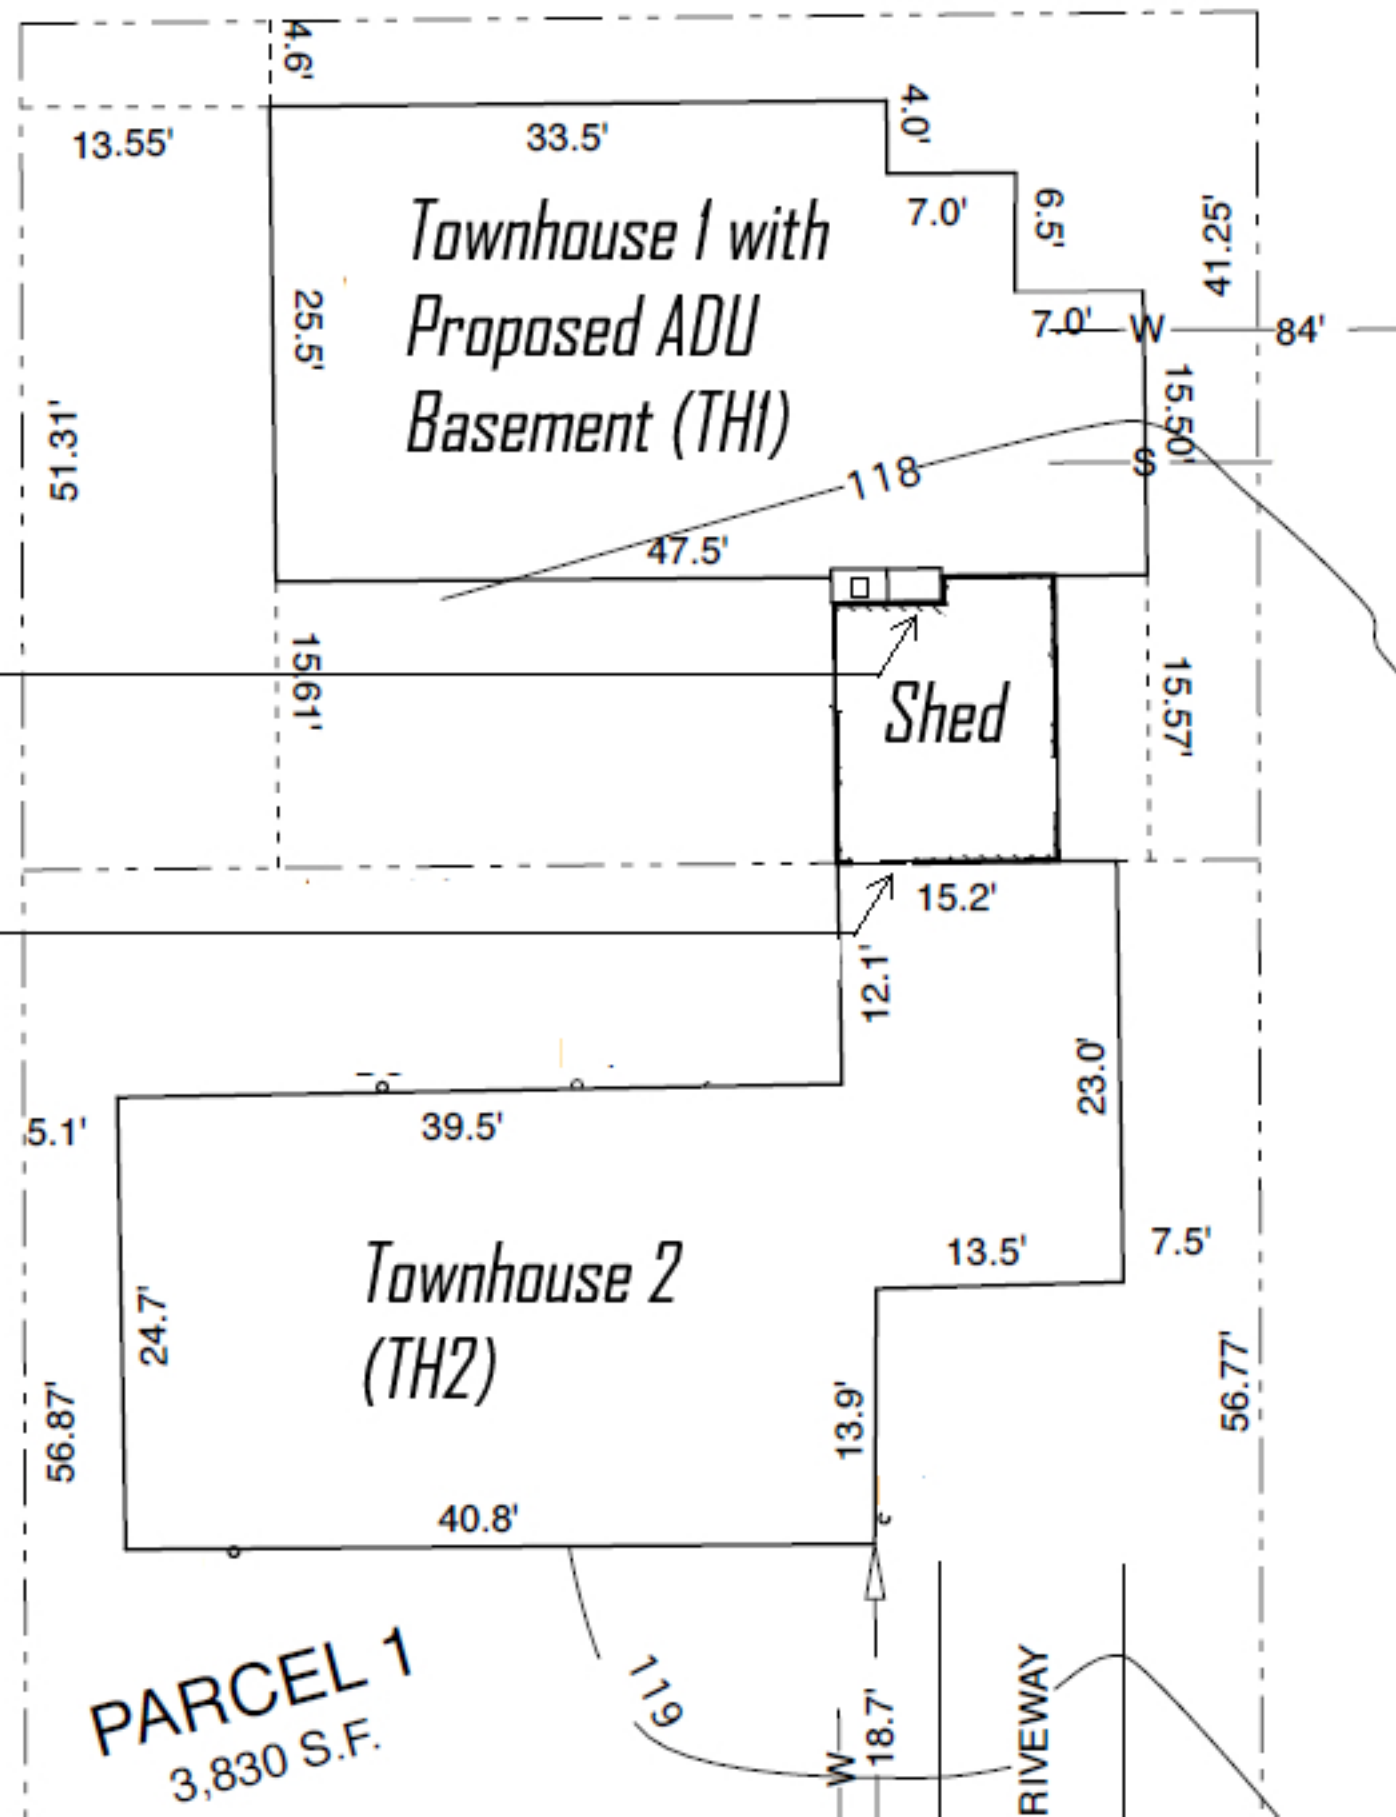 4.6'
13.55'
33.5'
4.0'
7.0'
6.5'
41.25'
Townhouse 1 with
Proposed ADU
Basement (TH1)
25.5'
7.0'
W
84'
15.50'
S
51.31'
118
47.5'
15.61'
Shed
15.57'
15.2'
12.1'
23.0'
5.1'
39.5'
13.5'
7.5'
Townhouse 2
(TH2)
24.7'
56.87'
13.9'
56.77'
40.8'
PARCEL 1
3,830 S.F.
119
W
18.7'
RIVEWAY